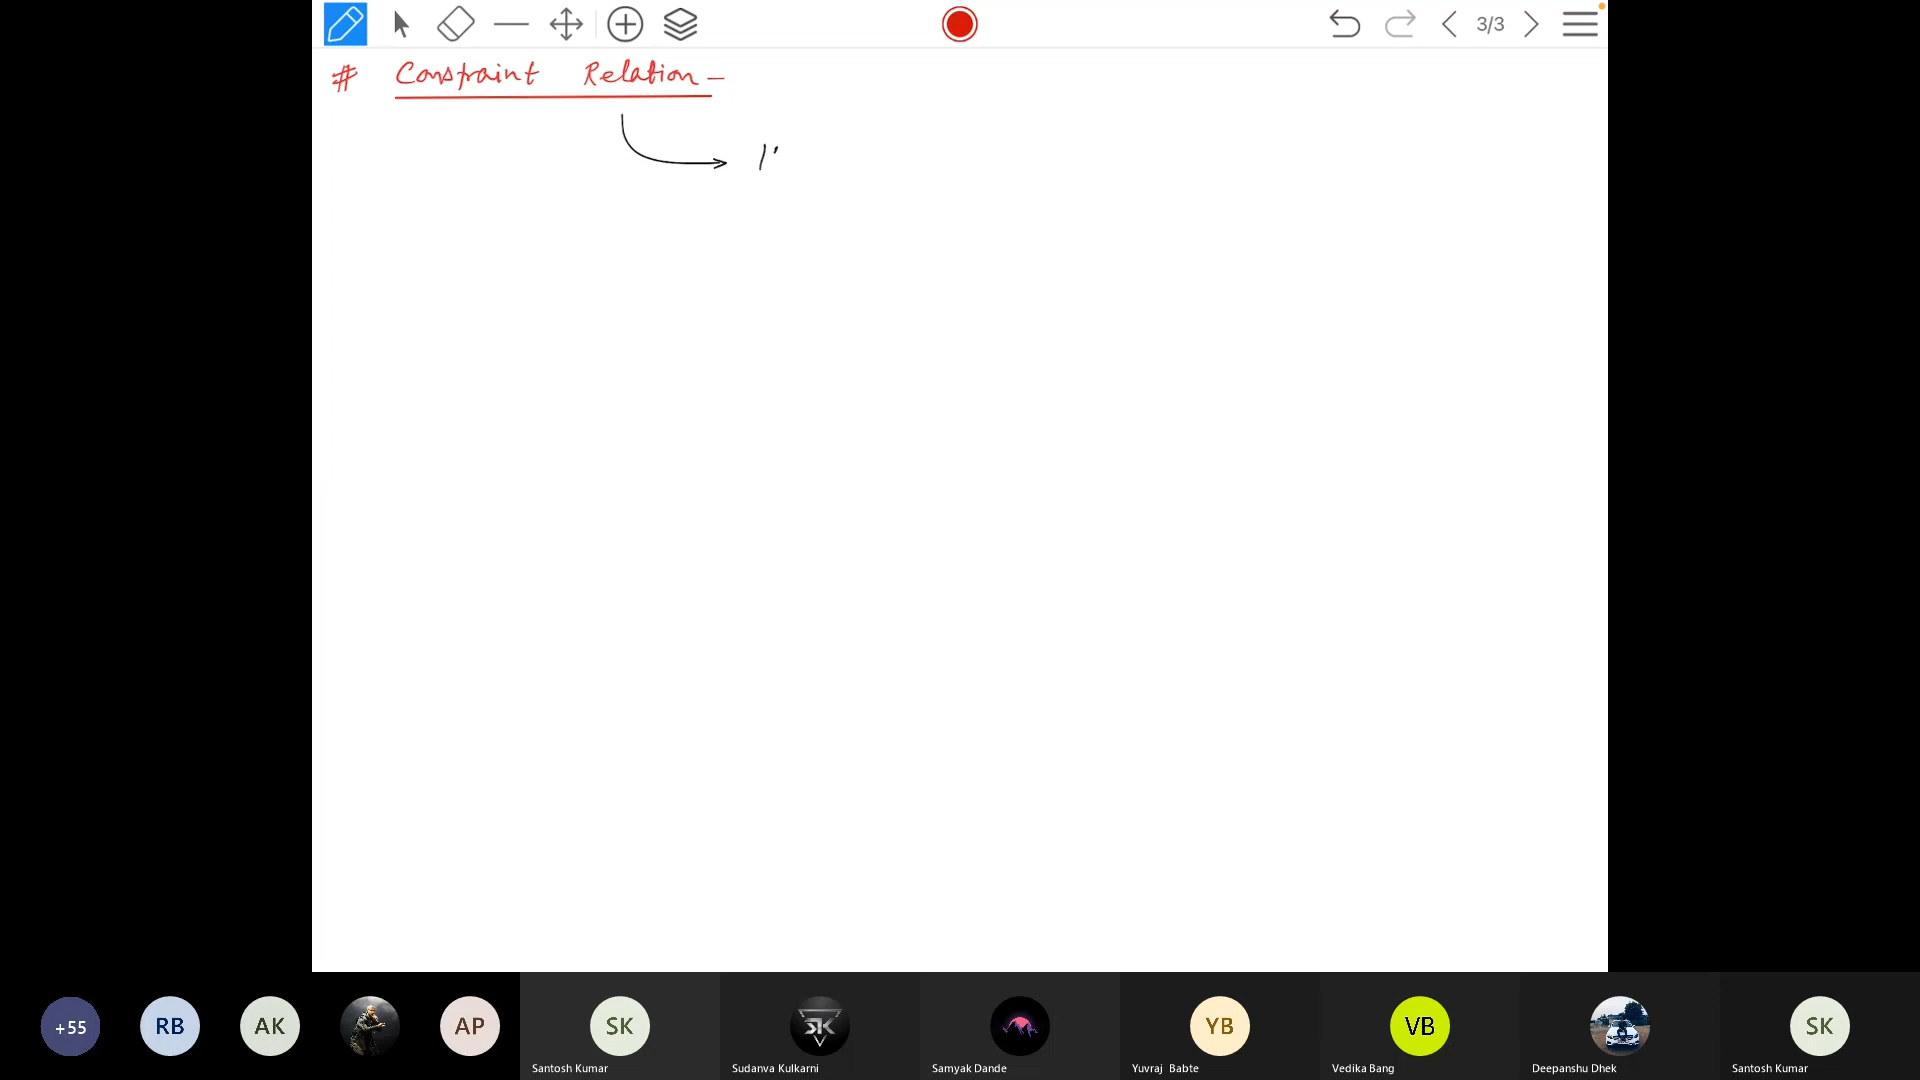 3/3
# Constraint Relation -
+55 RB AK AP SK SK YB VB SK
Santosh Kumar Sudanva Kulkarni Samyak Dande Yuvraj Babte Vedika Bang Deepanshu Dhek Santosh Kumar